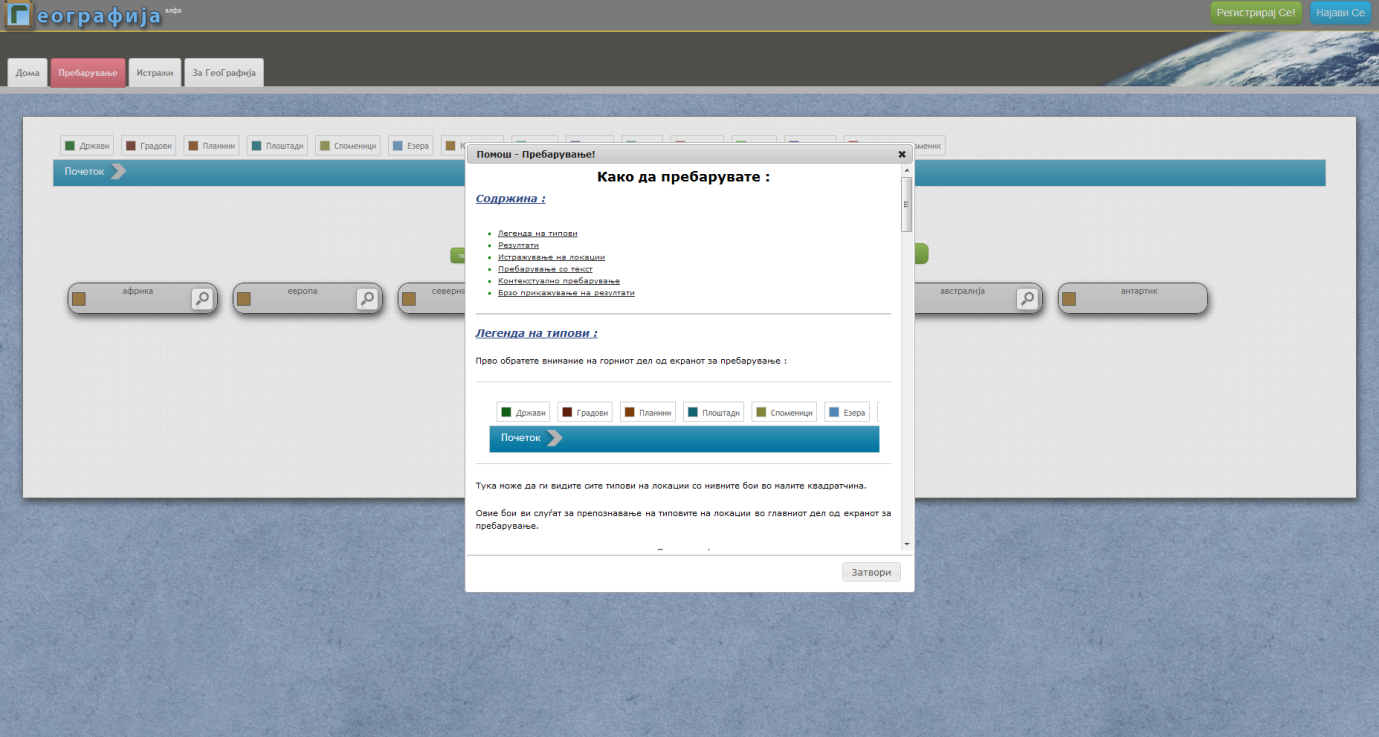 Географија алфа
Регистрирај Се! Најави Се
Дома Пребарување Истражи За ГеоГрафија
Држави Градови Планини Плоштади Споменици Езера
Почеток
африка европа северна австралија антартик
Помош - Пребарување!
Како да пребарувате :
Содржина :
Легенда на типови
Резултати
Истражување на локации
Пребарување со текст
Контекстуално пребарување
Брзо прикажување на резултати
Легенда на типови :
Прво обратете внимание на горниот дел од екранот за пребарување :
Држави Градови Планини Плоштади Споменици Езера
Почеток
Тука може да ги видите сите типови на локации со нивните бои во малите квадратчина.
Овие бои ви слуѓат за препознавање на типовите на локации во главниот дел од екранот за
пребарување.
Затвори